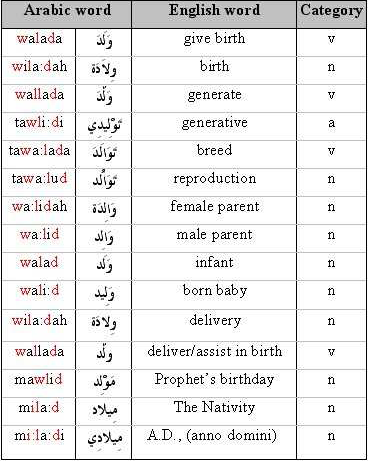 Arabic word English word Category
walada وَلَدَ give birth v
wila:dah وِلاَدَة birth n
wallada وَلَّدَ generate v
tawli:di تَوْلِيدِي generative a
tawa:lada تَوَالَدَ breed v
tawa:lud تَوَالُد reproduction n
wa:lidah وَالِدَة female parent n
wa:lid وَالِد male parent n
walad وَلَد infant n
wali:d وَلِيد born baby n
wila:dah وِلادَة delivery n
wallada ولّد deliver/assist in birth v
mawlid مَوْلِد Prophet's birthday n
mila:d مِيلاد The Nativity n
mi:la:di مِيلادِي A.D., (anno domini) n